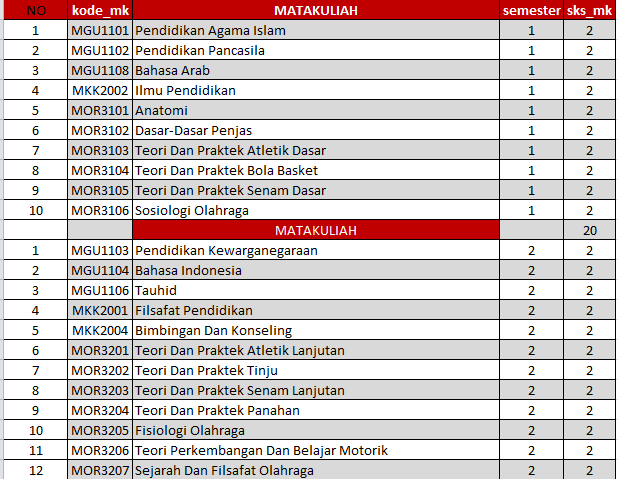 NO kode_mk MATAKULIAH semester sks_mk
1 MGU1101 Pendidikan Agama Islam 1 2
2 MGU1102 Pendidikan Pancasila 1 2
3 MGU1108 Bahasa Arab 1 2
4 MKK2002 Ilmu Pendidikan 1 2
5 MOR3101 Anatomi 1 2
6 MOR3102 Dasar-Dasar Penjas 1 2
7 MOR3103 Teori Dan Praktek Atletik Dasar 1 2
8 MOR3104 Teori Dan Praktek Bola Basket 1 2
9 MOR3105 Teori Dan Praktek Senam Dasar 1 2
10 MOR3106 Sosiologi Olahraga 1 2
MATAKULIAH 20
1 MGU1103 Pendidikan Kewarganegaraan 2 2
2 MGU1104 Bahasa Indonesia 2 2
3 MGU1106 Tauhid 2 2
4 MKK2001 Filsafat Pendidikan 2 2
5 MKK2004 Bimbingan Dan Konseling 2 2
6 MOR3201 Teori Dan Praktek Atletik Lanjutan 2 2
7 MOR3202 Teori Dan Praktek Tinju 2 2
8 MOR3203 Teori Dan Praktek Senam Lanjutan 2 2
9 MOR3204 Teori Dan Praktek Panahan 2 2
10 MOR3205 Fisiologi Olahraga 2 2
11 MOR3206 Teori Perkembangan Dan Belajar Motorik 2 2
12 MOR3207 Sejarah Dan Filsafat Olahraga 2 2